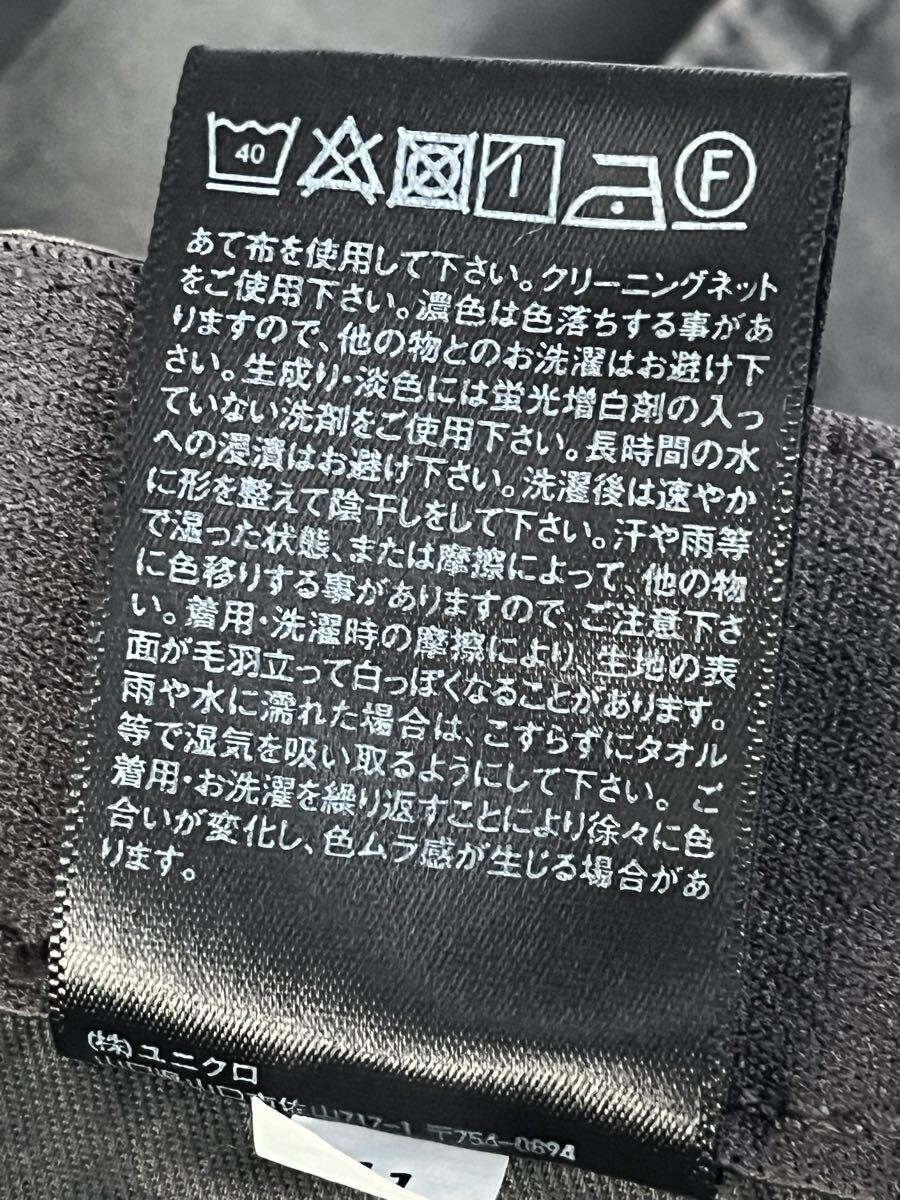 40
F
あて布を使用して下さい。クリーニングネット
をご使用下さい。濃色は色落ちする事があ
りますので、他の物とのお洗濯はお避け下
さい。生成り・淡色には蛍光増白剤の入っ
ていない洗剤をご使用下さい。長時間の水
への浸漬はお避け下さい。洗濯後は速やか
に形を整えて陰干しをして下さい。汗や雨等
で湿った状態、または摩擦によって、他の物
に色移りする事がありますので、ご注意下さ
い。着用・洗濯時の摩擦により、生地の表
面が毛羽立って白っぽくなることがあります。
雨や水に濡れた場合は、こすらずにタオル
等で湿気を吸い取るようにして下さい。ご
着用・お洗濯を繰り返すことにより徐々に色
合いが変化し、色ムラ感が生じる場合があ
ります。
(株)ユニクロ
山口県山口市佐山717-1 〒754-0894